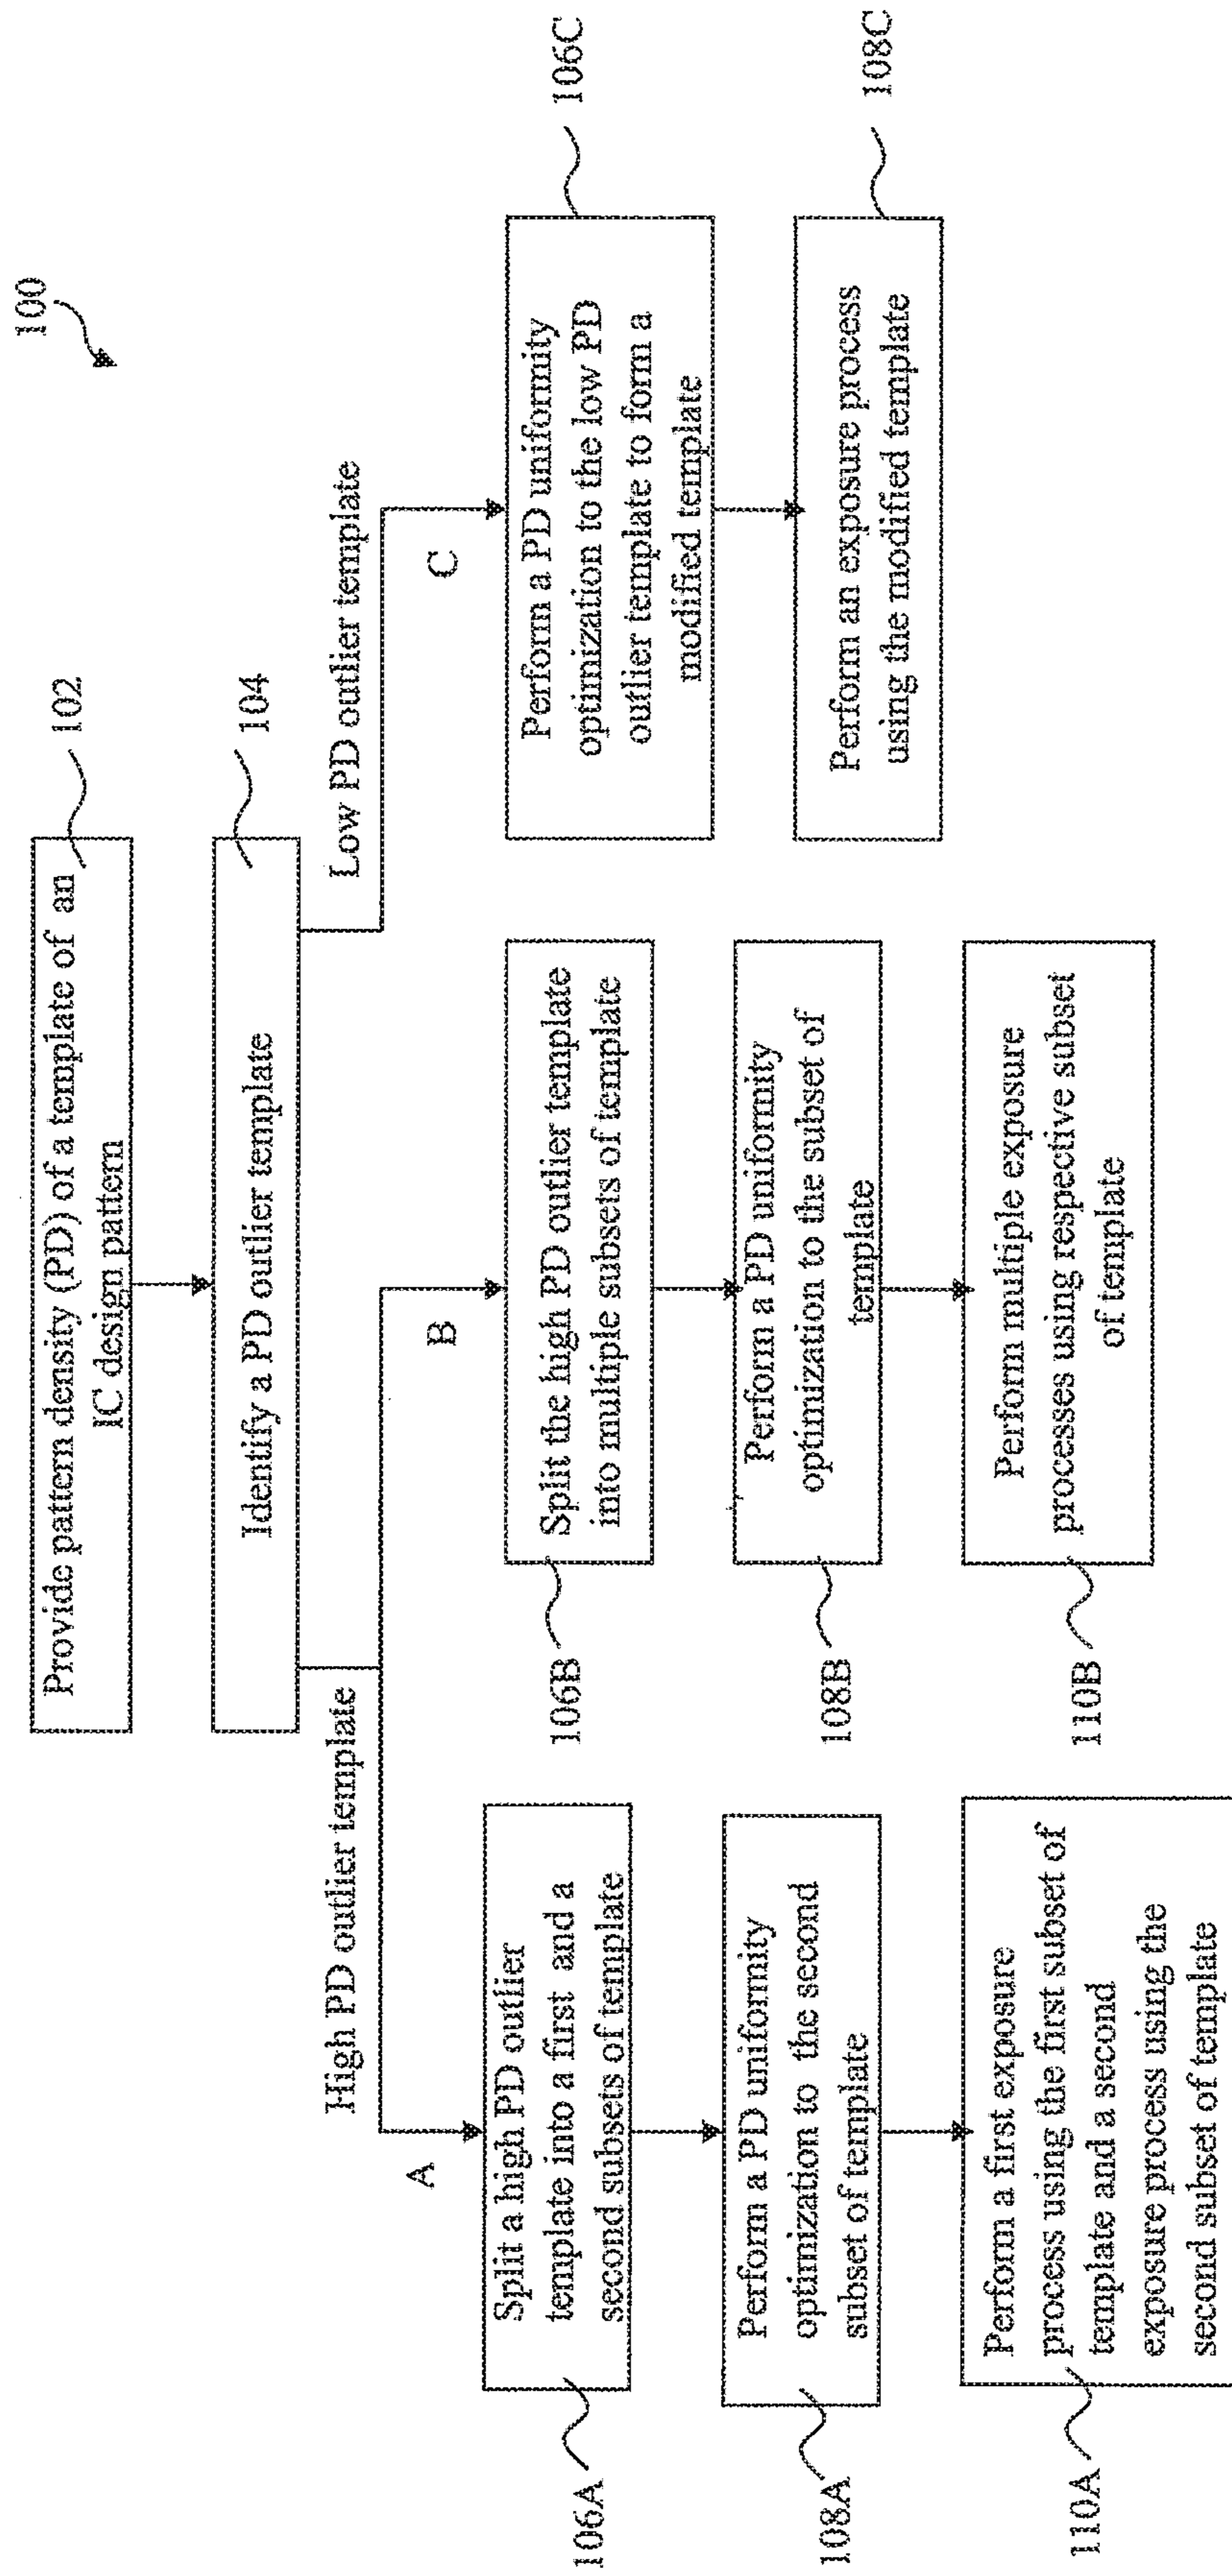 100
Provide pattern density (PD) of a template of an
IC design pattern
102
Identify a PD outlier template
104
High PD outlier template
Low PD outlier template
A
B
C
Split a high PD outlier
template into a first and a
second subsets of template
106A
Split the high PD outlier template
into multiple subsets of template
106B
Perform a PD uniformity
optimization to the low PD
outlier template to form a
modified template
106C
Perform a PD uniformity
optimization to the second
subset of template
108A
Perform a PD uniformity
optimization to the subset of
template
108B
Perform an exposure process
using the modified template
108C
Perform a first exposure
process using the first subset of
template and a second
exposure process using the
second subset of template
110A
Perform multiple exposure
processes using respective subset
of template
110B